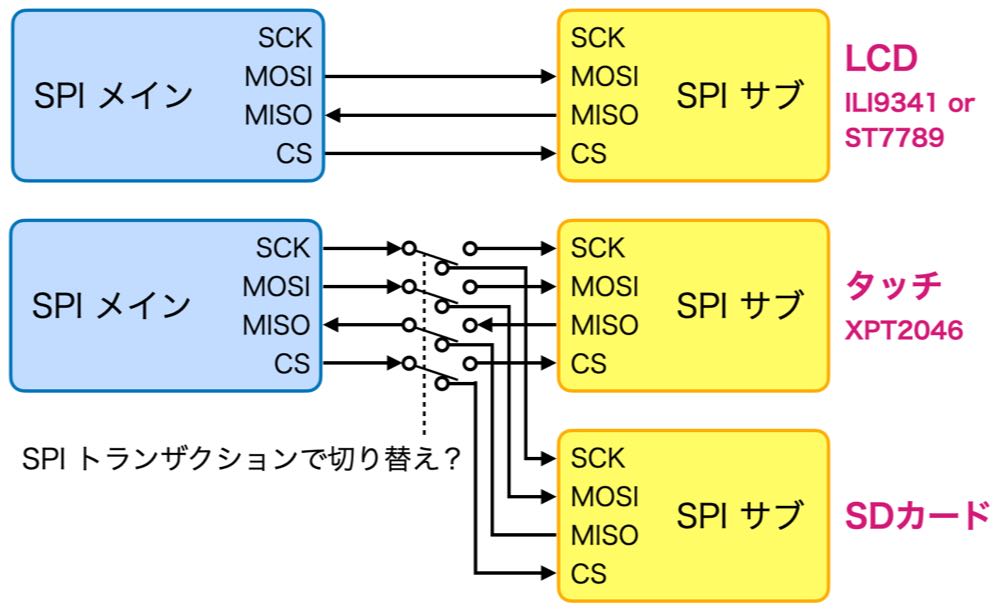 SPI メイン
SCK
MOSI
MISO
CS
SCK
MOSI
MISO
CS
SPI サブ
LCD
ILI9341 or
ST7789
SPI メイン
SCK
MOSI
MISO
CS
SCK
MOSI
MISO
CS
SPI サブ
タッチ
XPT2046
SPI トランザクションで切り替え？
SCK
MOSI
MISO
CS
SPI サブ
SDカード